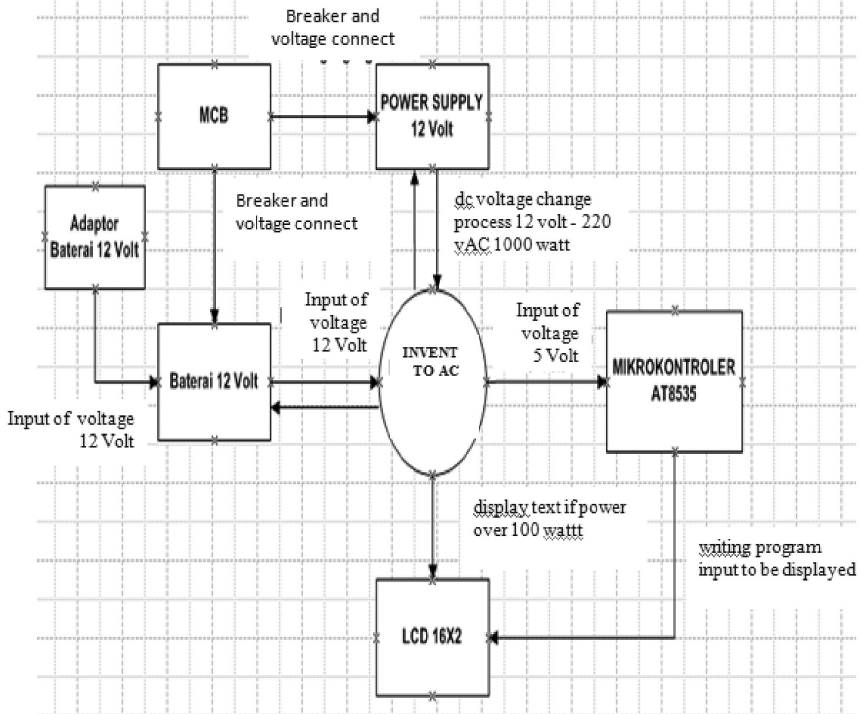 Breaker and
voltage connect
MCB
POWER SUPPLY
12 Volt
Adaptor
Baterai 12 Volt
Breaker and
voltage connect
dc voltage change
process 12 volt - 220
vAC 1000 watt
Input of
voltage
12 Volt
Input of
voltage
5 Volt
Baterai 12 Volt
INVENT
TO AC
MIKROKONTROLER
AT8535
Input of voltage
12 Volt
display text if power
over 100 wattt
writing program
input to be displayed
LCD 16X2